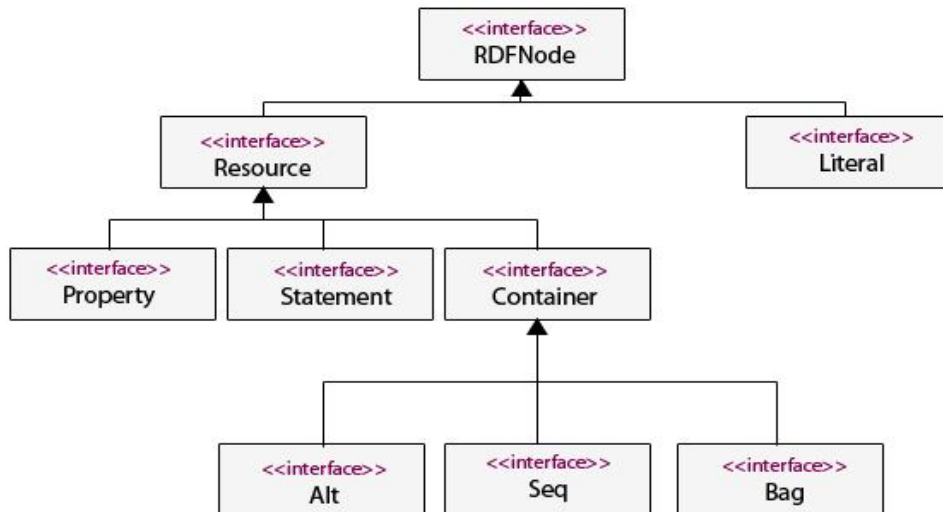 <<interface>>
RDFNode
<<interface>>
Resource
<<interface>>
Literal
<<interface>>
Property
<<interface>>
Statement
<<interface>>
Container
<<interface>>
Alt
<<interface>>
Seq
<<interface>>
Bag